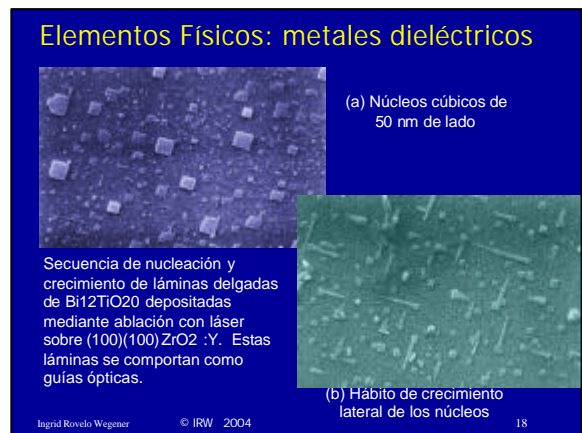 Elementos Físicos: metales dieléctricos
(a) Núcleos cúbicos de
50 nm de lado
Secuencia de nucleación y
crecimiento de láminas delgadas
de Bi12TiO20 depositadas
mediante ablación con láser
sobre (100)(100) ZrO2 :Y. Estas
láminas se comportan como
guías ópticas.
(b) Hábito de crecimiento
lateral de los núcleos
Ingrid Rovelo Wegener © IRW 2004 18